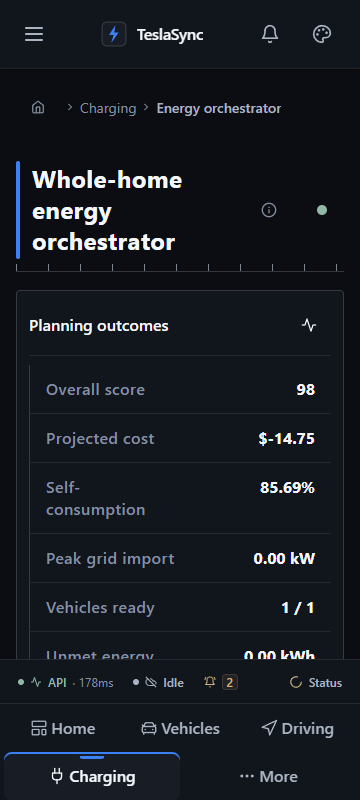 TeslaSync
Charging
Energy orchestrator
Whole-home
energy
orchestrator
Planning outcomes
Overall score 98
Projected cost $-14.75
Self-
consumption 85.69%
Peak grid import 0.00 kW
Vehicles ready 1 / 1
Unmet energy 0.00 kWh
API · 178ms Idle 2 Status
Home Vehicles Driving
Charging More